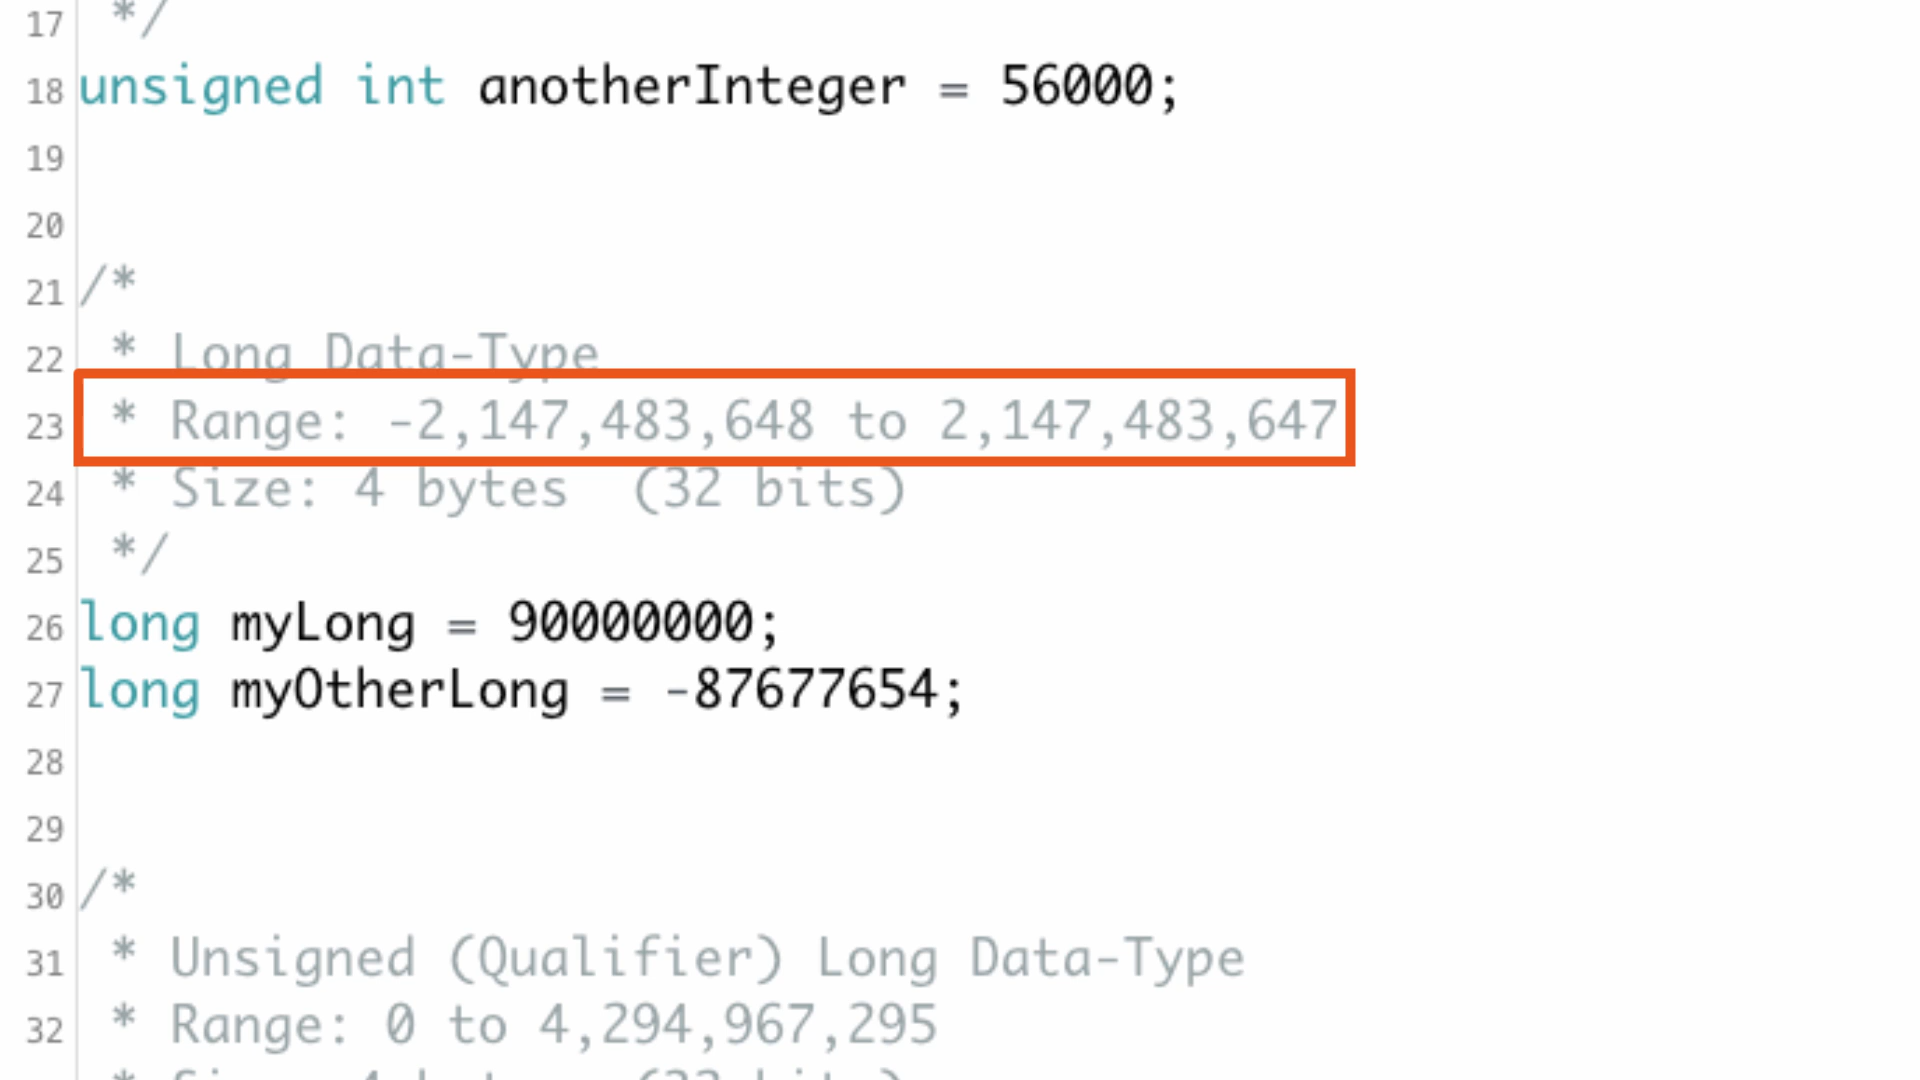 17 */
18 unsigned int anotherInteger = 56000;
19
20
21 /*
22 * Long Data-Type
23 * Range: -2,147,483,648 to 2,147,483,647
24 * Size: 4 bytes  (32 bits)
25 */
26 long myLong = 90000000;
27 long myOtherLong = -87677654;
28
29
30 /*
31 * Unsigned (Qualifier) Long Data-Type
32 * Range: 0 to 4,294,967,295